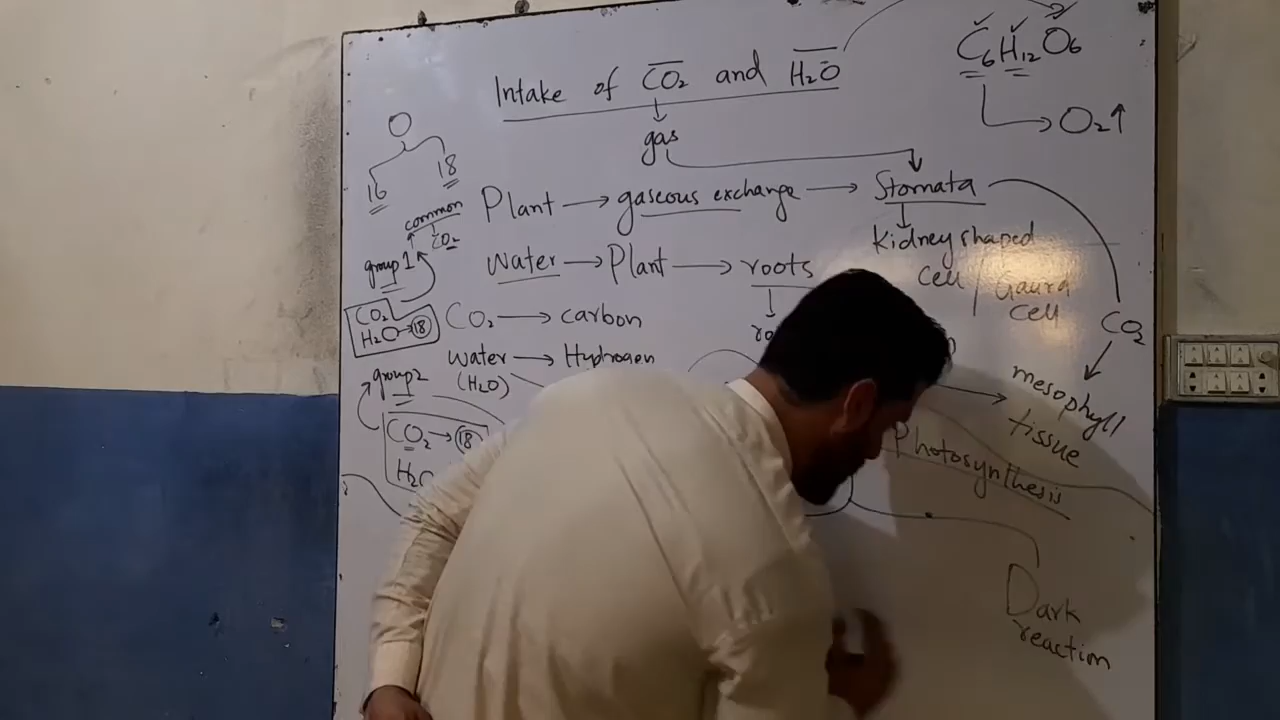 C6H12O6
Intake of CO2 and H2O
O2↑
O
gas
16 18
Plant → gaseous exchange → Stomata
common
CO2
kidney shaped
cell / Gaurd
cell
group 1
water → Plant → roots
CO2
H2O → 18
CO2 → carbon
CO2
water → Hydrogen
(H2O)
group 2
mesophyll
tissue
CO2 → 18
Photosynthesis
Dark
reaction